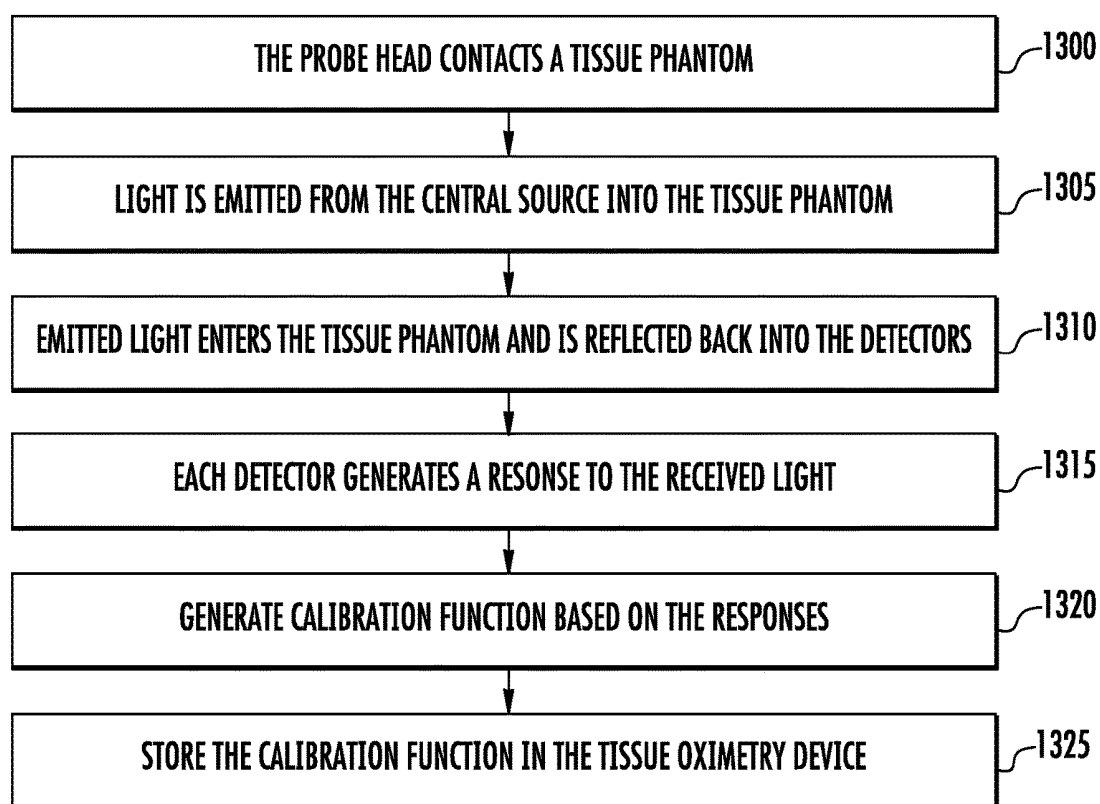 THE PROBE HEAD CONTACTS A TISSUE PHANTOM
1300
LIGHT IS EMITTED FROM THE CENTRAL SOURCE INTO THE TISSUE PHANTOM
1305
EMITTED LIGHT ENTERS THE TISSUE PHANTOM AND IS REFLECTED BACK INTO THE DETECTORS
1310
EACH DETECTOR GENERATES A RESONSE TO THE RECEIVED LIGHT
1315
GENERATE CALIBRATION FUNCTION BASED ON THE RESPONSES
1320
STORE THE CALIBRATION FUNCTION IN THE TISSUE OXIMETRY DEVICE
1325